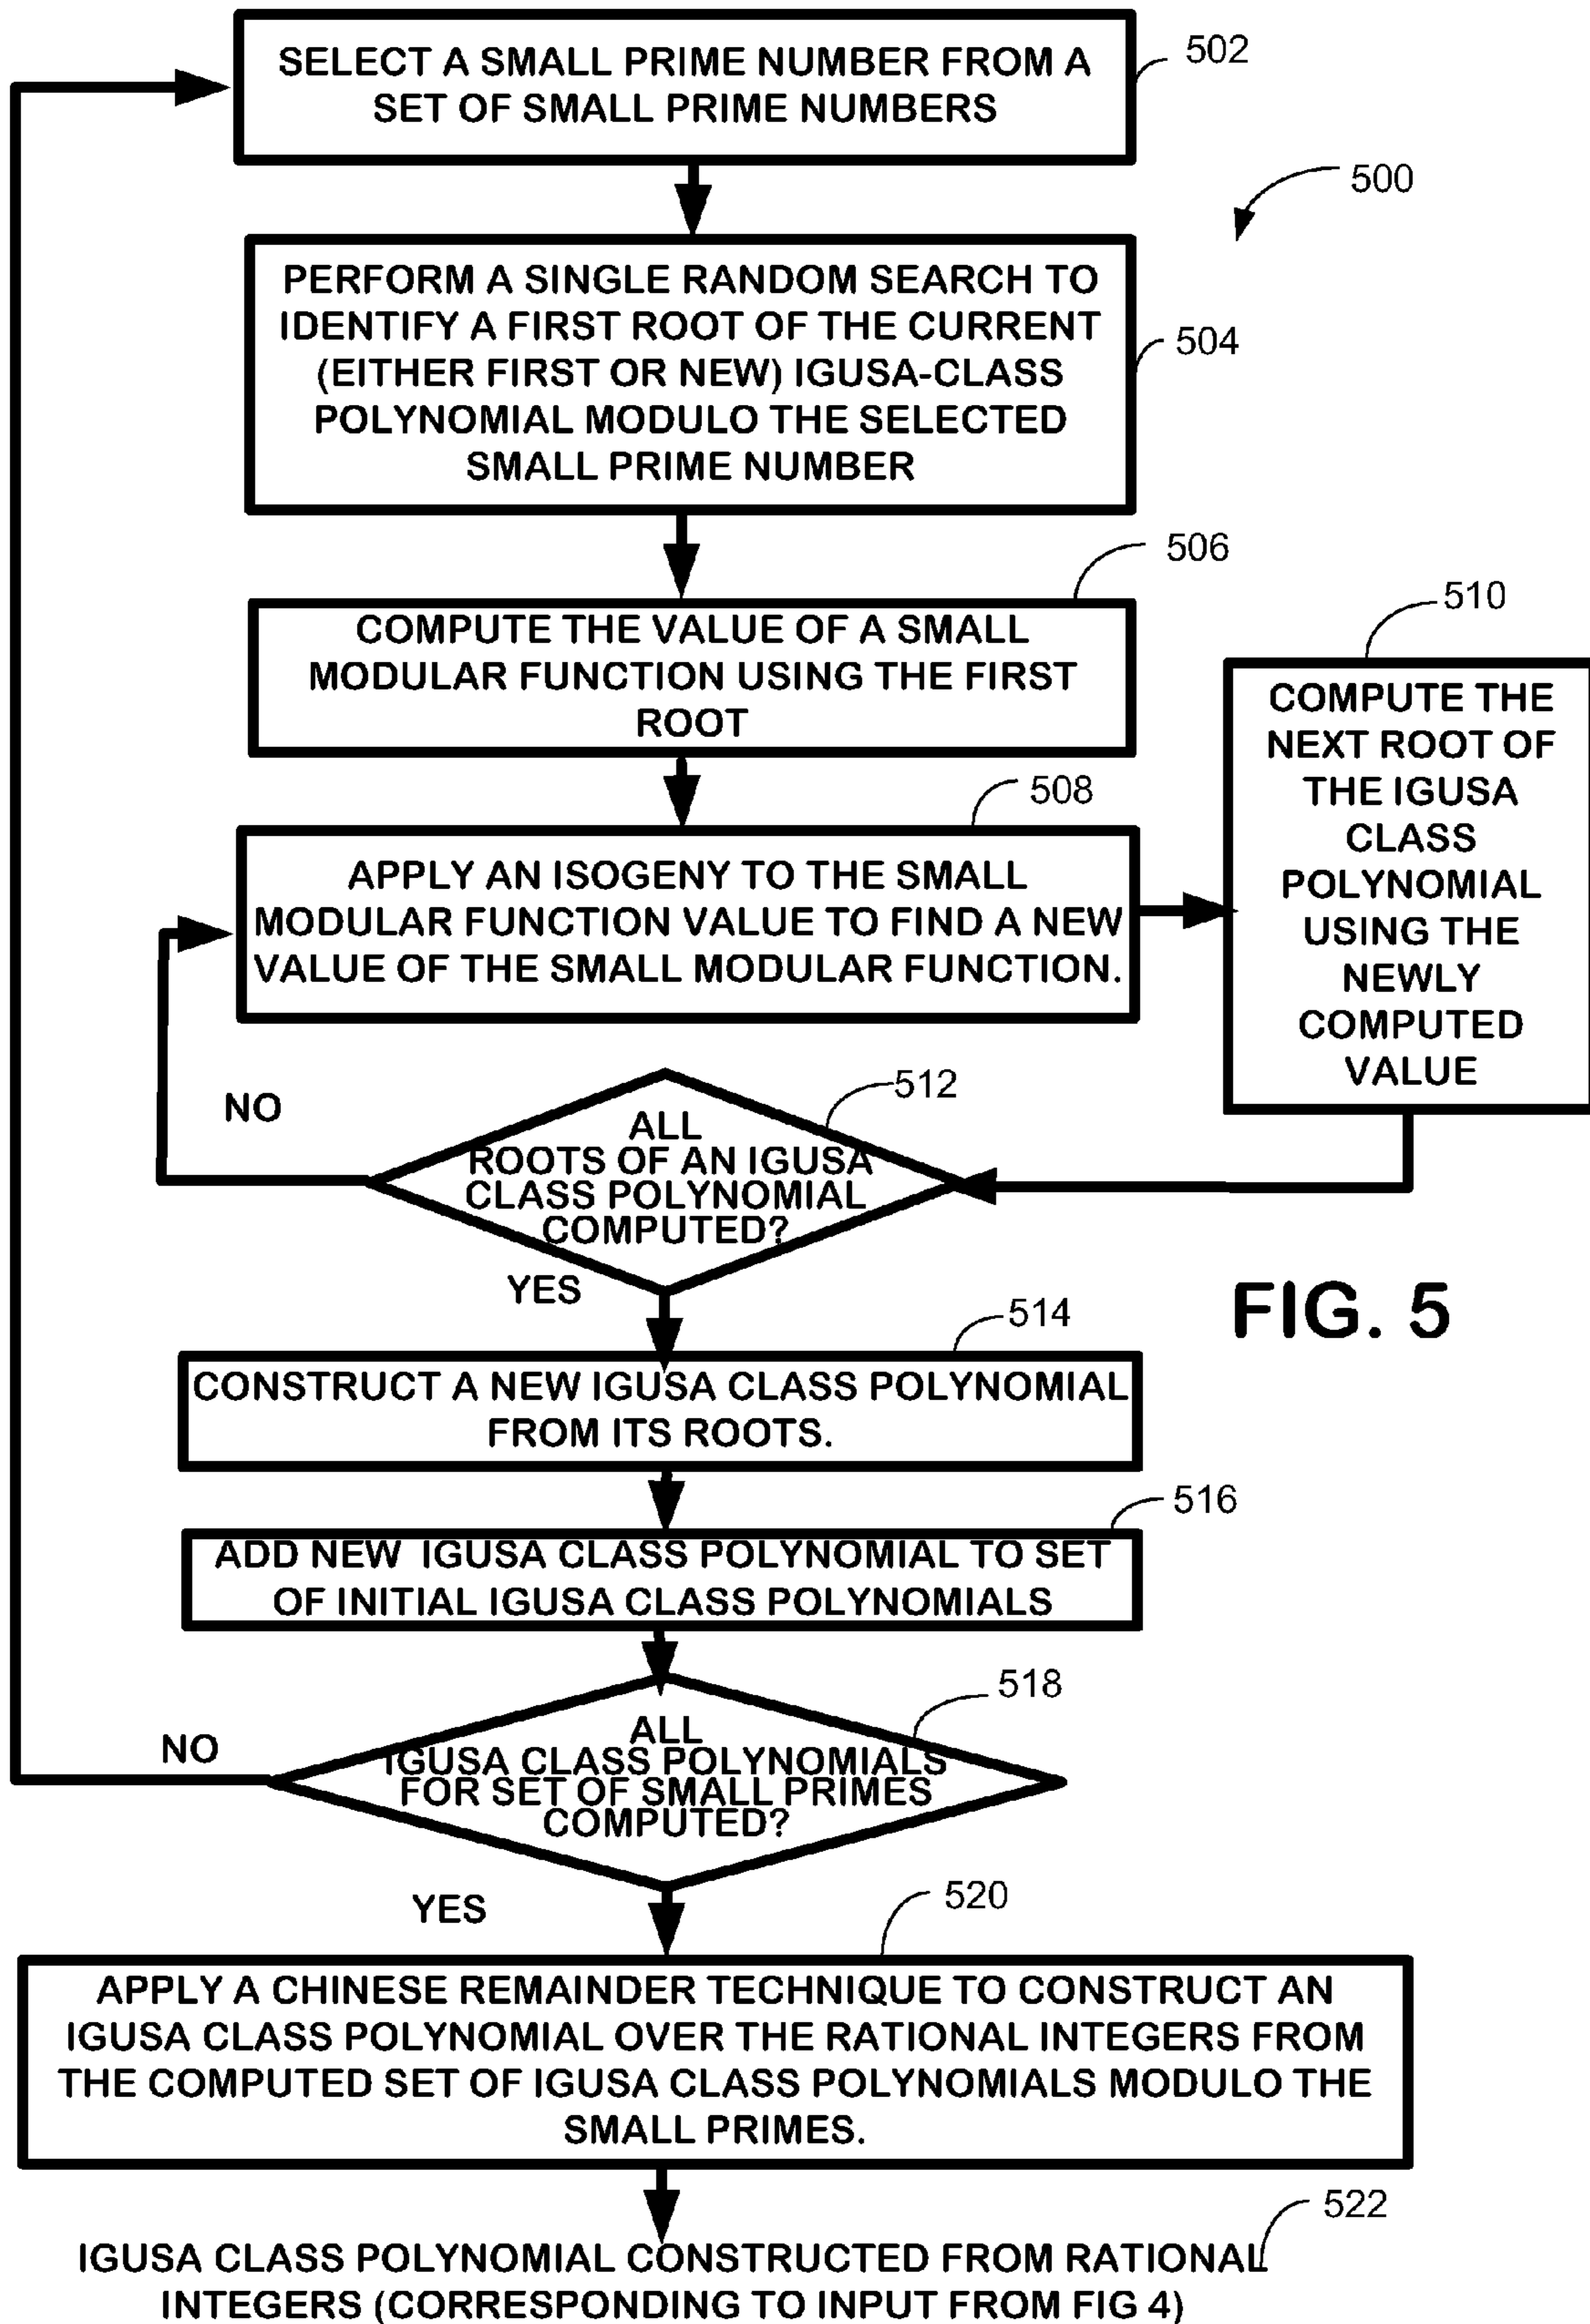 SELECT A SMALL PRIME NUMBER FROM A
SET OF SMALL PRIME NUMBERS
502
500
PERFORM A SINGLE RANDOM SEARCH TO
IDENTIFY A FIRST ROOT OF THE CURRENT
(EITHER FIRST OR NEW) IGUSA-CLASS
POLYNOMIAL MODULO THE SELECTED
SMALL PRIME NUMBER
504
506
COMPUTE THE VALUE OF A SMALL
MODULAR FUNCTION USING THE FIRST
ROOT
508
APPLY AN ISOGENY TO THE SMALL
MODULAR FUNCTION VALUE TO FIND A NEW
VALUE OF THE SMALL MODULAR FUNCTION.
510
COMPUTE THE
NEXT ROOT OF
THE IGUSA
CLASS
POLYNOMIAL
USING THE
NEWLY
COMPUTED
VALUE
512
NO
ALL
ROOTS OF AN IGUSA
CLASS POLYNOMIAL
COMPUTED?
YES
FIG. 5
514
CONSTRUCT A NEW IGUSA CLASS POLYNOMIAL
FROM ITS ROOTS.
516
ADD NEW IGUSA CLASS POLYNOMIAL TO SET
OF INITIAL IGUSA CLASS POLYNOMIALS
518
NO
ALL
IGUSA CLASS POLYNOMIALS
FOR SET OF SMALL PRIMES
COMPUTED?
YES
520
APPLY A CHINESE REMAINDER TECHNIQUE TO CONSTRUCT AN
IGUSA CLASS POLYNOMIAL OVER THE RATIONAL INTEGERS FROM
THE COMPUTED SET OF IGUSA CLASS POLYNOMIALS MODULO THE
SMALL PRIMES.
522
IGUSA CLASS POLYNOMIAL CONSTRUCTED FROM RATIONAL
INTEGERS (CORRESPONDING TO INPUT FROM FIG 4)